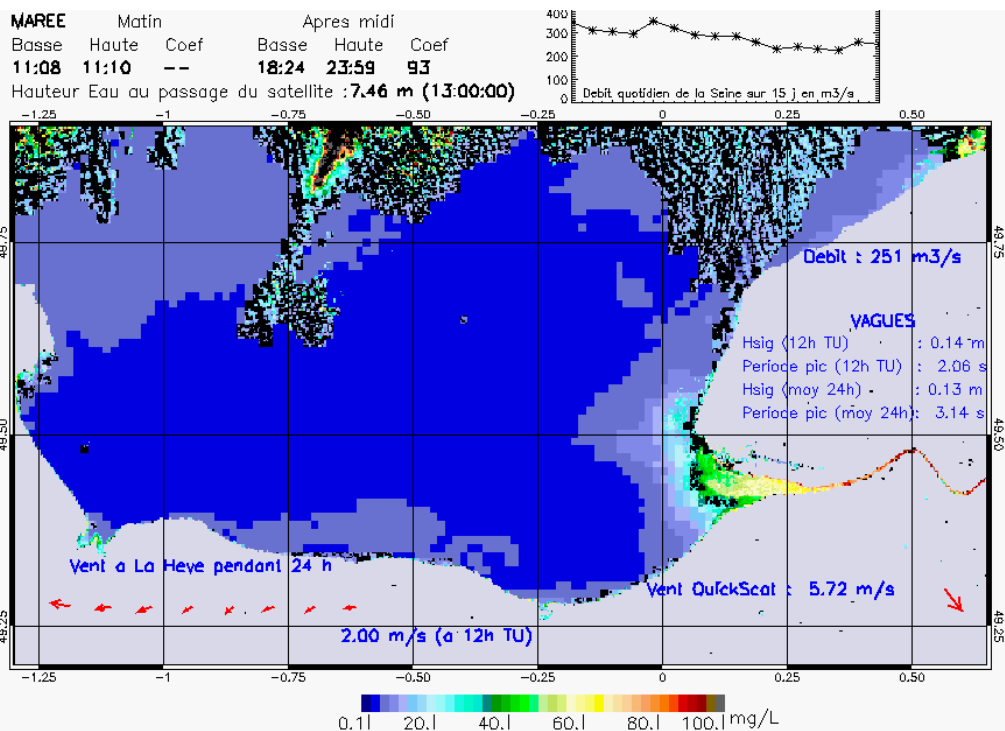 MAREE Matin Apres midi
Basse Haute Coef Basse Haute Coef
11:08 11:10 -- 18:24 23:59 93
Hauteur Eau au passage du satellite : 7.46 m (13:00:00)
400
300
200
100
0
Debit quotidien de la Seine sur 15 j en m3/s
-1.25 -1 -0.75 -0.50 -0.25 0 0.25 0.50
49.75 49.75
Debit : 251 m3/s
VAGUES
Hsig (12h TU) : 0.14 m
Periode pic (12h TU) : 2.06 s
Hsig (moy 24h) : 0.13 m
Periode pic (moy 24h): 3.14 s
49.50 49.50
Vent a La Heve pendant 24 h
Vent QuickScat : 5.72 m/s
49.25 49.25
2.00 m/s (a 12h TU)
-1.25 -1 -0.75 -0.50 -0.25 0 0.25 0.50
0.1 20.1 40.1 60.1 80.1 100.1 mg/L